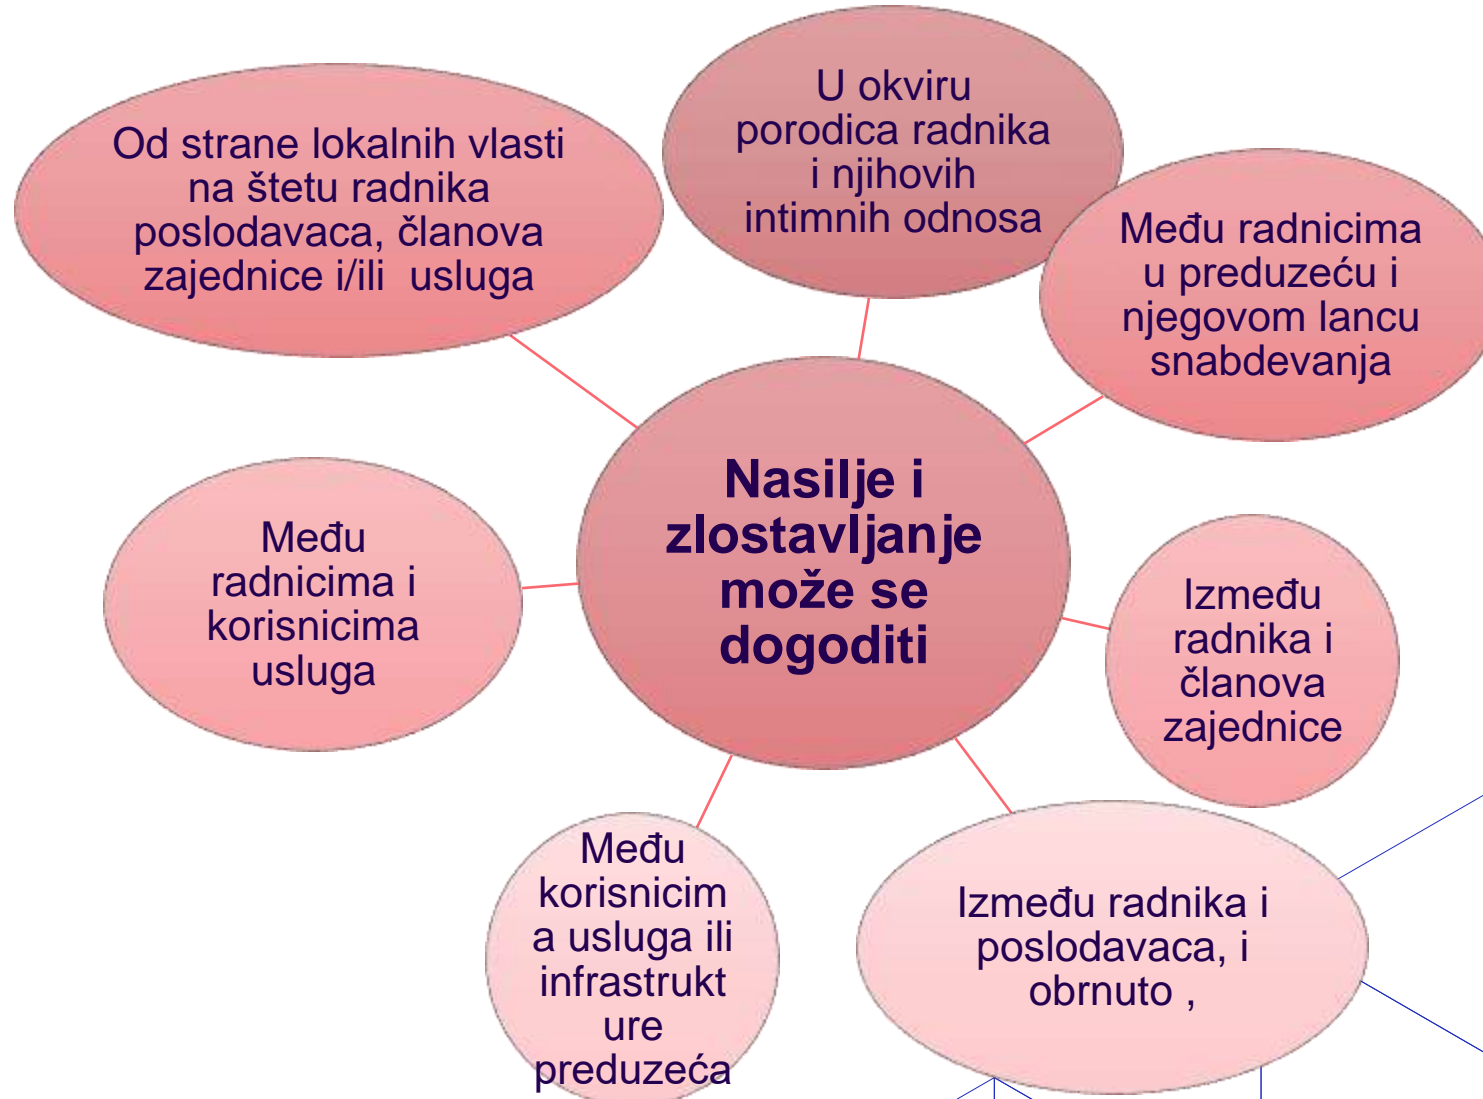 U okviru
porodica radnika
i njihovih
intimnih odnosa
Od strane lokalnih vlasti
na štetu radnika
poslodavaca, članova
zajednice i/ili  usluga
Među radnicima
u preduzeću i
njegovom lancu
snabdevanja
Nasilje i
zlostavljanje
može se
dogoditi
Među
radnicima i
korisnicima
usluga
Između
radnika i
članova
zajednice
Među
korisnicim
a usluga ili
infrastrukt
ure
preduzeća
Između radnika i
poslodavaca, i
obrnuto ,